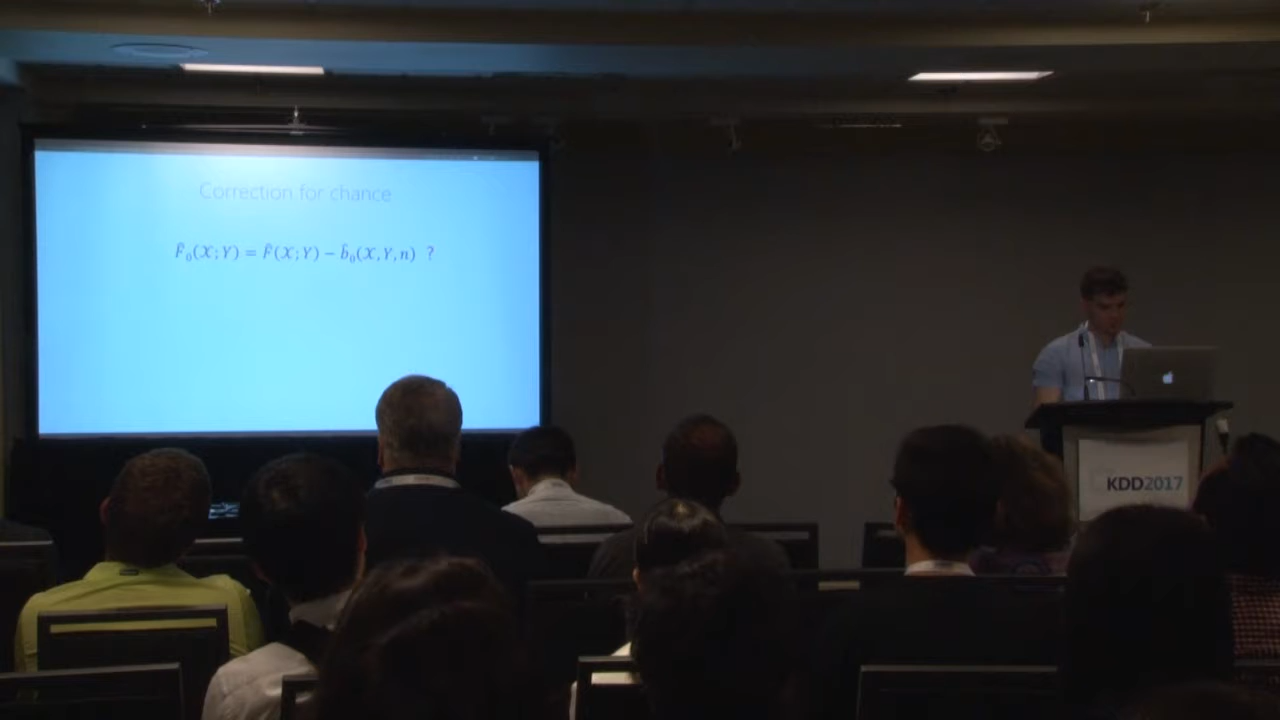 Correction for chance
F̂₀(𝒳;Y) = F̂(𝒳;Y) − b̂₀(𝒳,Y,n) ?
KDD2017